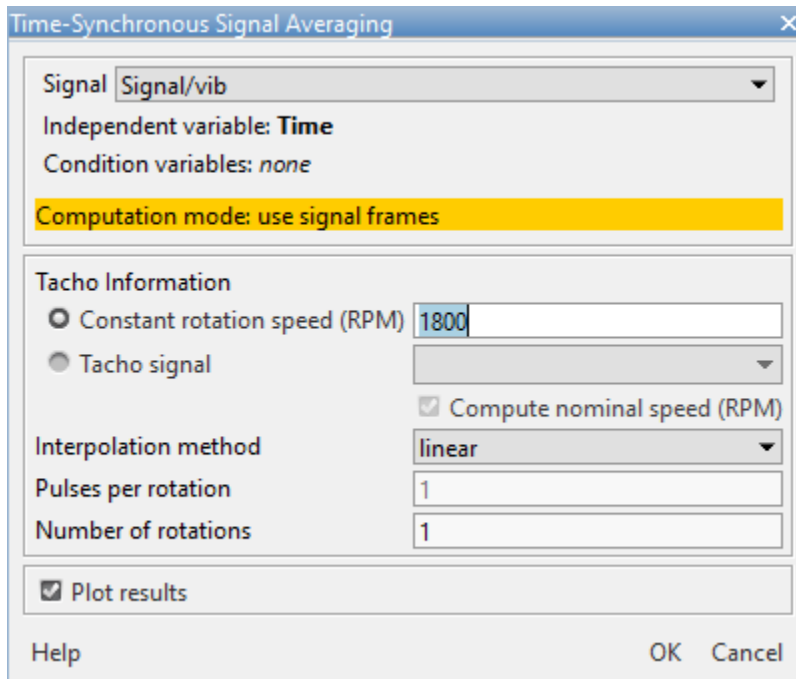 Time-Synchronous Signal Averaging
Signal Signal/vib
Independent variable: Time
Condition variables: none
Computation mode: use signal frames
Tacho Information
Constant rotation speed (RPM) 1800
Tacho signal
Compute nominal speed (RPM)
Interpolation method linear
Pulses per rotation 1
Number of rotations 1
Plot results
Help OK Cancel